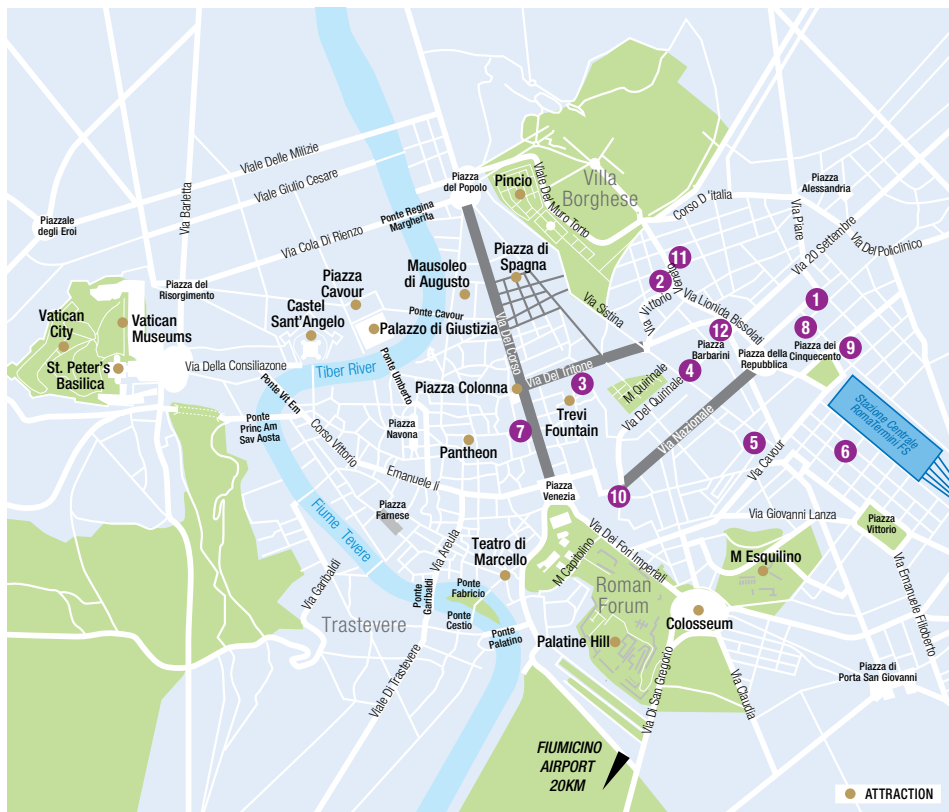 Viale Delle Milizie
Viale Giulio Cesare
Via Barletta
Piazzale
degli Eroi
Via Cola Di Rienzo
Ponte Regina
Margherita
Piazza
del Popolo
Pincio
Viale Del Muro Torto
Villa
Borghese
Corso D 'italia
Piazza
Alessandria
Via Piare
Via 20 Settembre
Via Del Policlinico
Piazza del
Risorgimento
Piazza
Cavour
Mausoleo
di Augusto
Piazza di
Spagna
11
2
Vittorio
Veneto
Via
Via Lionida Bissolati
1
Vatican
City
Vatican
Museums
Castel
Sant'Angelo
Ponte Cavour
Palazzo di Giustizia
Via Sistina
12
8
Piazza
Barbarini
Piazza della
Repubblica
Piazza dei
Cinquecento
9
St. Peter's
Basilica
Via Della Consiliazone
Tiber River
Ponte Umberto
Via Del Corso
Piazza Colonna
Via Del Tritone
3
M Quirinale
4
Via Del Quirinale
Trevi
Fountain
Ponte Vit Em
Ponte
Princ Am
Sav Aosta
Corso Vittorio
Emanuele Ii
Piazza
Navona
Pantheon
7
Via Nazionale
5
Via Cavour
6
Stazione Centrale
RomaTermini FS
Piazza
Venezia
10
Piazza
Farnese
Fiume Tevere
Via Areula
Via Giovanni Lanza
Piazza
Vittorio
Via Dei Fori Imperiali
Teatro di
Marcello
M Capitolino
M Esquilino
Via Emanuele Filioberto
Via Garibaldi
Ponte
Garibaldi
Ponte
Fabricio
Ponte
Cestio
Ponte
Palatino
Roman
Forum
Colosseum
Trastevere
Palatine Hill
Piazza di
Porta San Giovanni
Viale Di Trastevere
Via Di San Gregorio
Via Claudia
FIUMICINO
AIRPORT
20KM
ATTRACTION